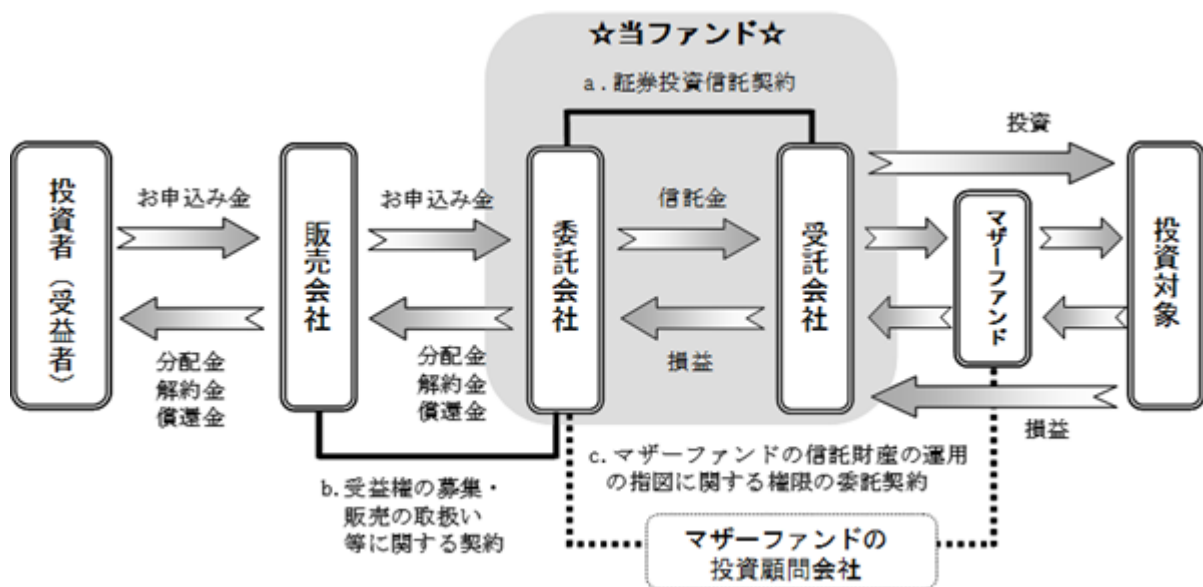 ☆当ファンド☆
a.証券投資信託契約
投資
投資者（受益者）
お申込み金
販売会社
お申込み金
委託会社
信託金
受託会社
マザーファンド
投資対象
分配金
解約金
償還金
分配金
解約金
償還金
損益
損益
b.受益権の募集・
販売の取扱い
等に関する契約
c.マザーファンドの信託財産の運用
の指図に関する権限の委託契約
マザーファンドの
投資顧問会社